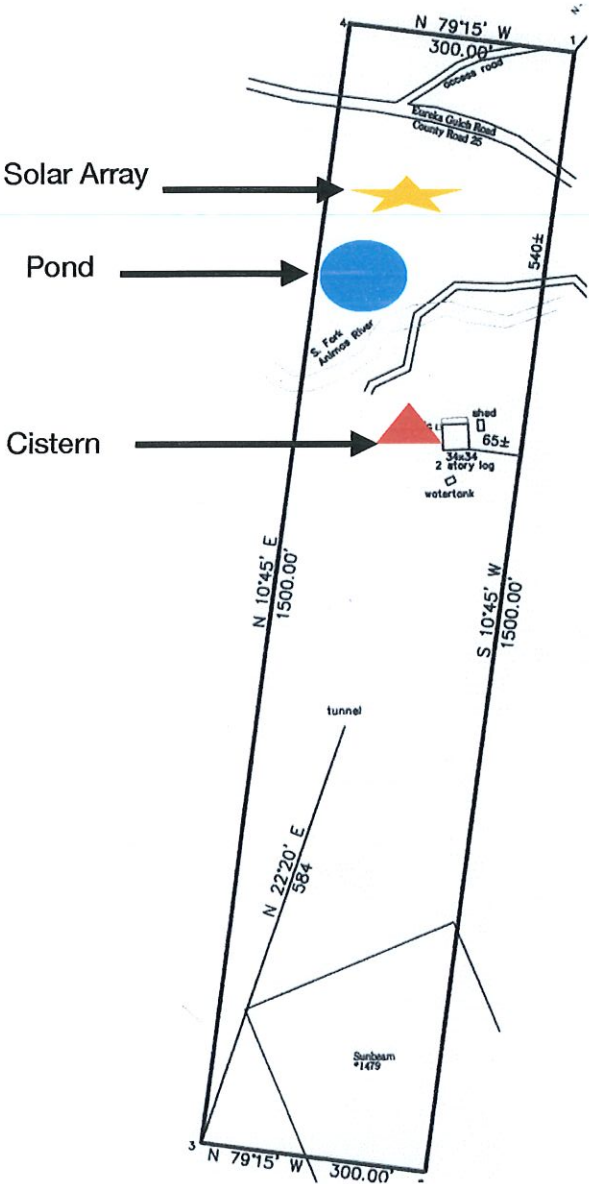 N-
4
N 79°15' W
1
300.00'
access road
Eureka Gulch Road
County Road 25
Solar Array
540±
Pond
S. Fork
Animas River
shed
Cistern
65±
34x34
2 story log
watertank
N 10°45' E
1500.00'
S 10°45' W
1500.00'
tunnel
N 22°20' E
584
Sunbeam
*1479
3
N 79°15' W 300.00'